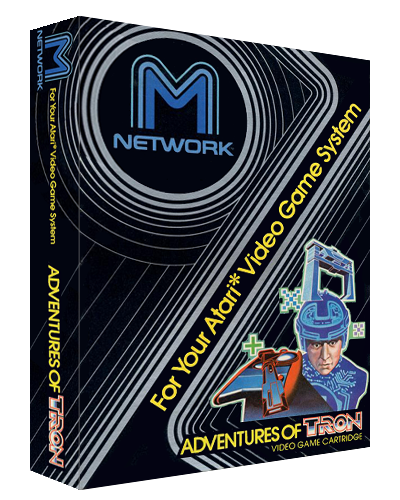 M
NETWORK
For Your Atari* Video Game System
ADVENTURES OF TRON
M
NETWORK
For Your Atari* Video Game System
ADVENTURES OF TRON
VIDEO GAME CARTRIDGE